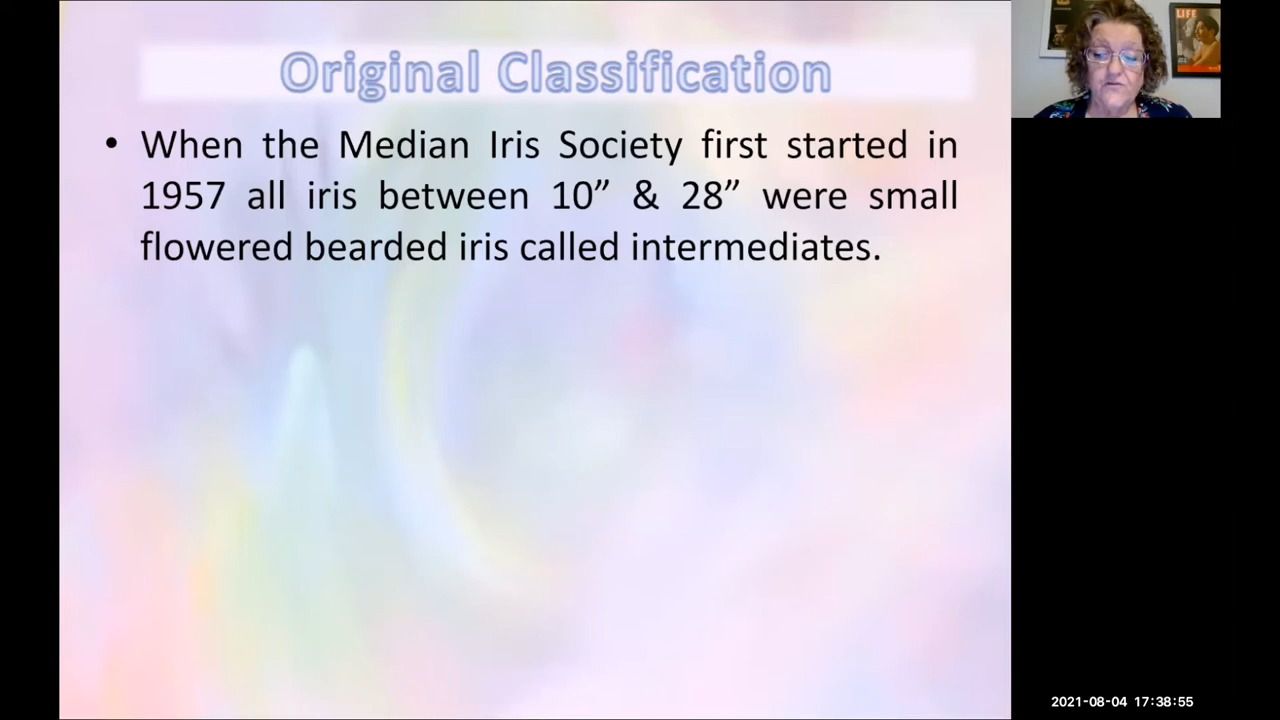 Original Classification
• When the Median Iris Society first started in
1957 all iris between 10” & 28” were small
flowered bearded iris called intermediates.
LIFE
2021-08-04 17:38:55